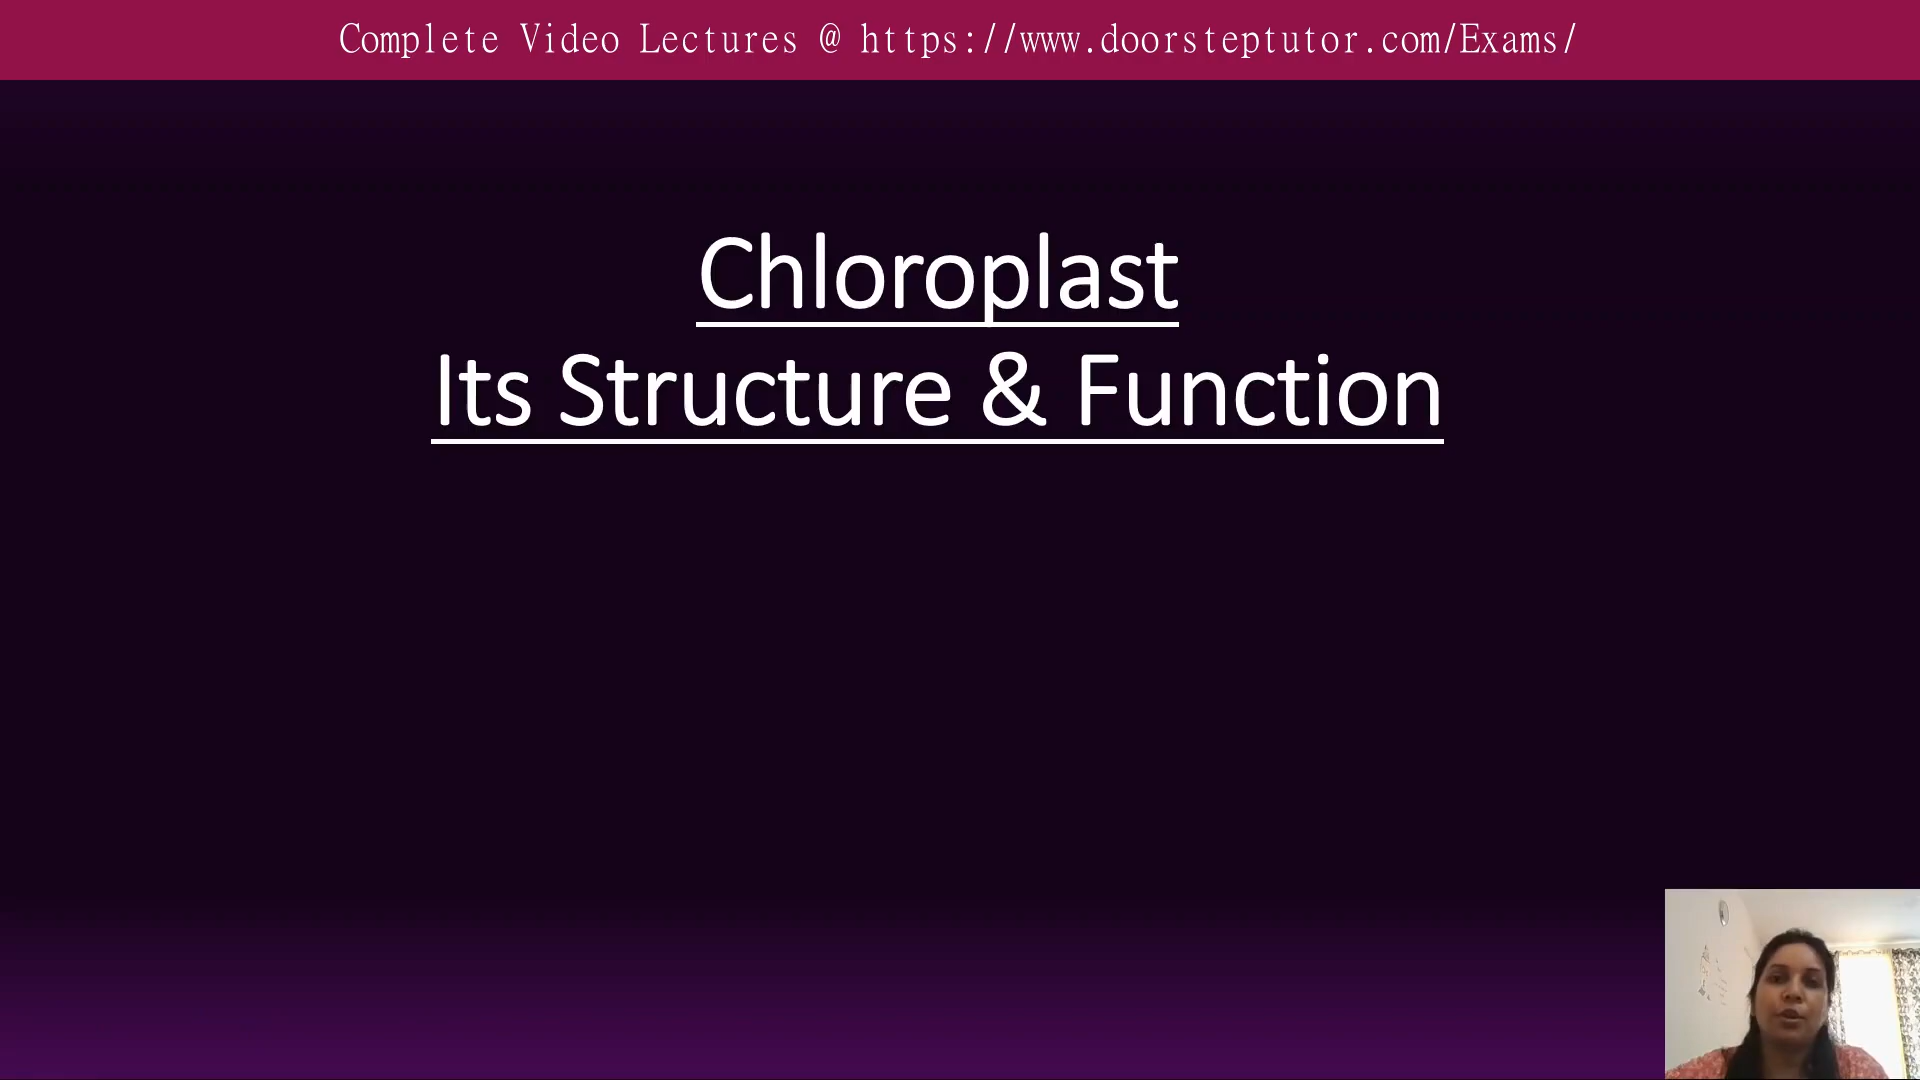 Complete Video Lectures @ https://www.doorsteptutor.com/Exams/
Chloroplast
Its Structure & Function